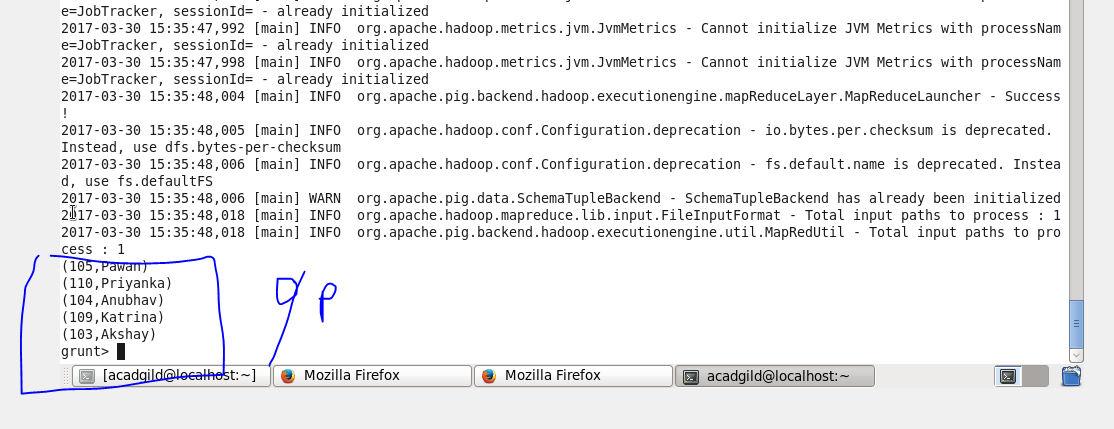 e=JobTracker, sessionId= - already initialized
2017-03-30 15:35:47,992 [main] INFO  org.apache.hadoop.metrics.jvm.JvmMetrics - Cannot initialize JVM Metrics with processNam
e=JobTracker, sessionId= - already initialized
2017-03-30 15:35:47,998 [main] INFO  org.apache.hadoop.metrics.jvm.JvmMetrics - Cannot initialize JVM Metrics with processNam
e=JobTracker, sessionId= - already initialized
2017-03-30 15:35:48,004 [main] INFO  org.apache.pig.backend.hadoop.executionengine.mapReduceLayer.MapReduceLauncher - Success
!
2017-03-30 15:35:48,005 [main] INFO  org.apache.hadoop.conf.Configuration.deprecation - io.bytes.per.checksum is deprecated.
Instead, use dfs.bytes-per-checksum
2017-03-30 15:35:48,006 [main] INFO  org.apache.hadoop.conf.Configuration.deprecation - fs.default.name is deprecated. Instea
d, use fs.defaultFS
2017-03-30 15:35:48,006 [main] WARN  org.apache.pig.data.SchemaTupleBackend - SchemaTupleBackend has already been initialized
2017-03-30 15:35:48,018 [main] INFO  org.apache.hadoop.mapreduce.lib.input.FileInputFormat - Total input paths to process : 1
2017-03-30 15:35:48,018 [main] INFO  org.apache.pig.backend.hadoop.executionengine.util.MapRedUtil - Total input paths to pro
cess : 1
(105,Pawan)
(110,Priyanka)
(104,Anubhav)
(109,Katrina)
(103,Akshay)
O/P
grunt>
[acadgild@localhost:~] Mozilla Firefox Mozilla Firefox acadgild@localhost:~